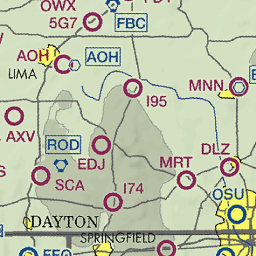 OWX
5G7
FBC
AOH
AOH
LIMA
MNN
I95
AXV
ROD
EDJ
MRT
DLZ
SCA
I74
OSU
DAYTON
SPRINGFIELD